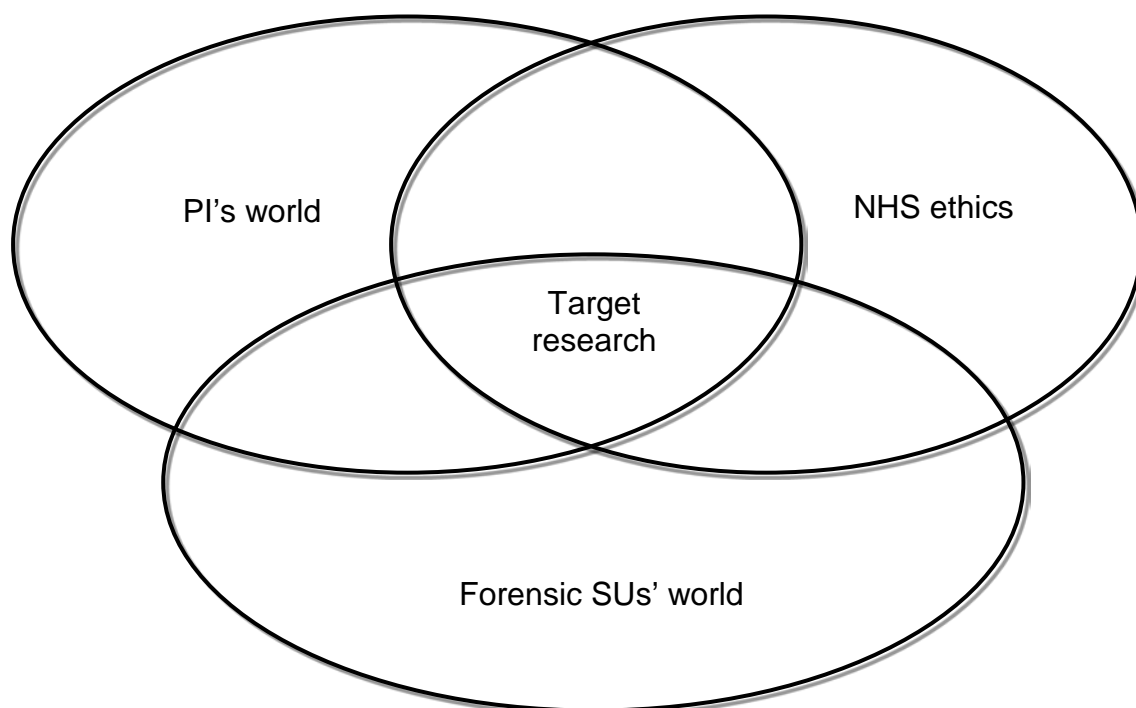 PI’s world
NHS ethics
Target
research
Forensic SUs’ world